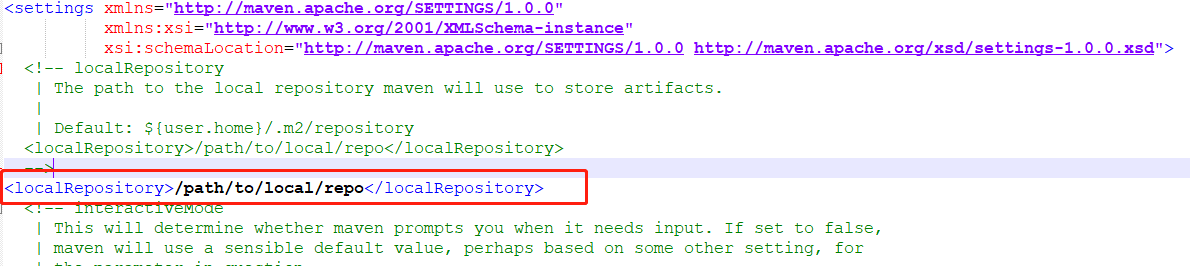 <settings xmlns="http://maven.apache.org/SETTINGS/1.0.0"
xmlns:xsi="http://www.w3.org/2001/XMLSchema-instance"
xsi:schemaLocation="http://maven.apache.org/SETTINGS/1.0.0 http://maven.apache.org/xsd/settings-1.0.0.xsd">
<!-- localRepository
| The path to the local repository maven will use to store artifacts.
|
| Default: ${user.home}/.m2/repository
<localRepository>/path/to/local/repo</localRepository>
-->
<localRepository>/path/to/local/repo</localRepository>
<!-- interactiveMode
| This will determine whether maven prompts you when it needs input. If set to false,
| maven will use a sensible default value, perhaps based on some other setting, for
| the parameter in question.